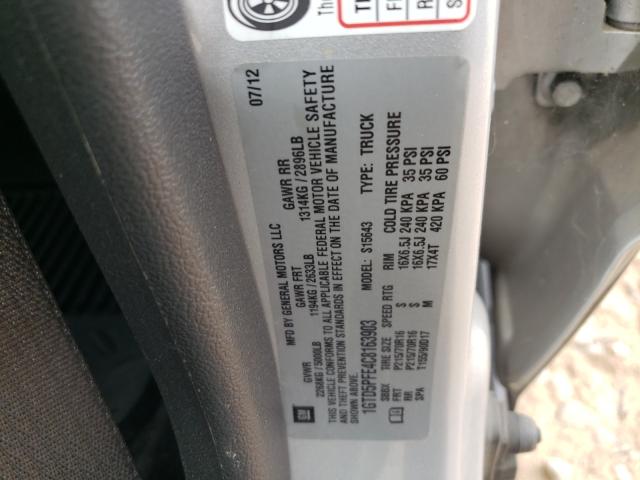 MFD BY GENERAL MOTORS LLC 07/12
GVWR GAWR FRT GAWR RR
2268KG / 5000LB 1194KG / 2633LB 1314KG / 2896LB
THIS VEHICLE CONFORMS TO ALL APPLICABLE FEDERAL MOTOR VEHICLE SAFETY
AND THEFT PREVENTION STANDARDS IN EFFECT ON THE DATE OF MANUFACTURE
SHOWN ABOVE.
GM
1GTD5PFE4C8163903 MODEL: S15643 TYPE: TRUCK
SBBX TIRE SIZE SPEED RTG RIM COLD TIRE PRESSURE
FRT P215/70R16 S 16X6.5J 240 KPA 35 PSI
RR P215/70R16 S 16X6.5J 240 KPA 35 PSI
SPA T155/90D17 M 17X4T 420 KPA 60 PSI